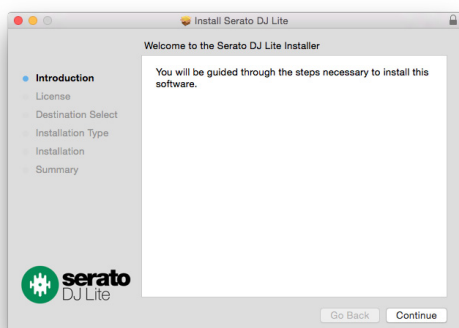 Install Serato DJ Lite
Welcome to the Serato DJ Lite Installer
Introduction
License
Destination Select
Installation Type
Installation
Summary
You will be guided through the steps necessary to install this
software.
serato
DJ Lite
Go Back
Continue